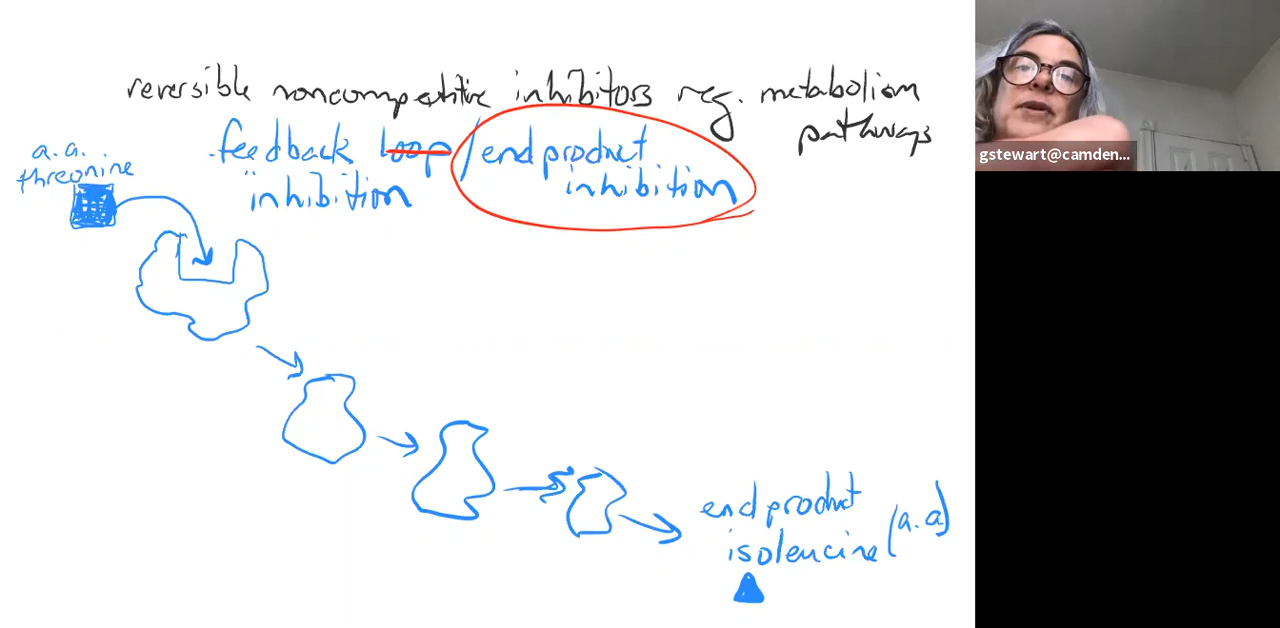 reversible noncompetitive inhibitors reg. metabolism
pathways
feedback loop / end product
inhibition inhibition
a.a.
threonine
end product
isoleucine (a.a)
gstewart@camden...